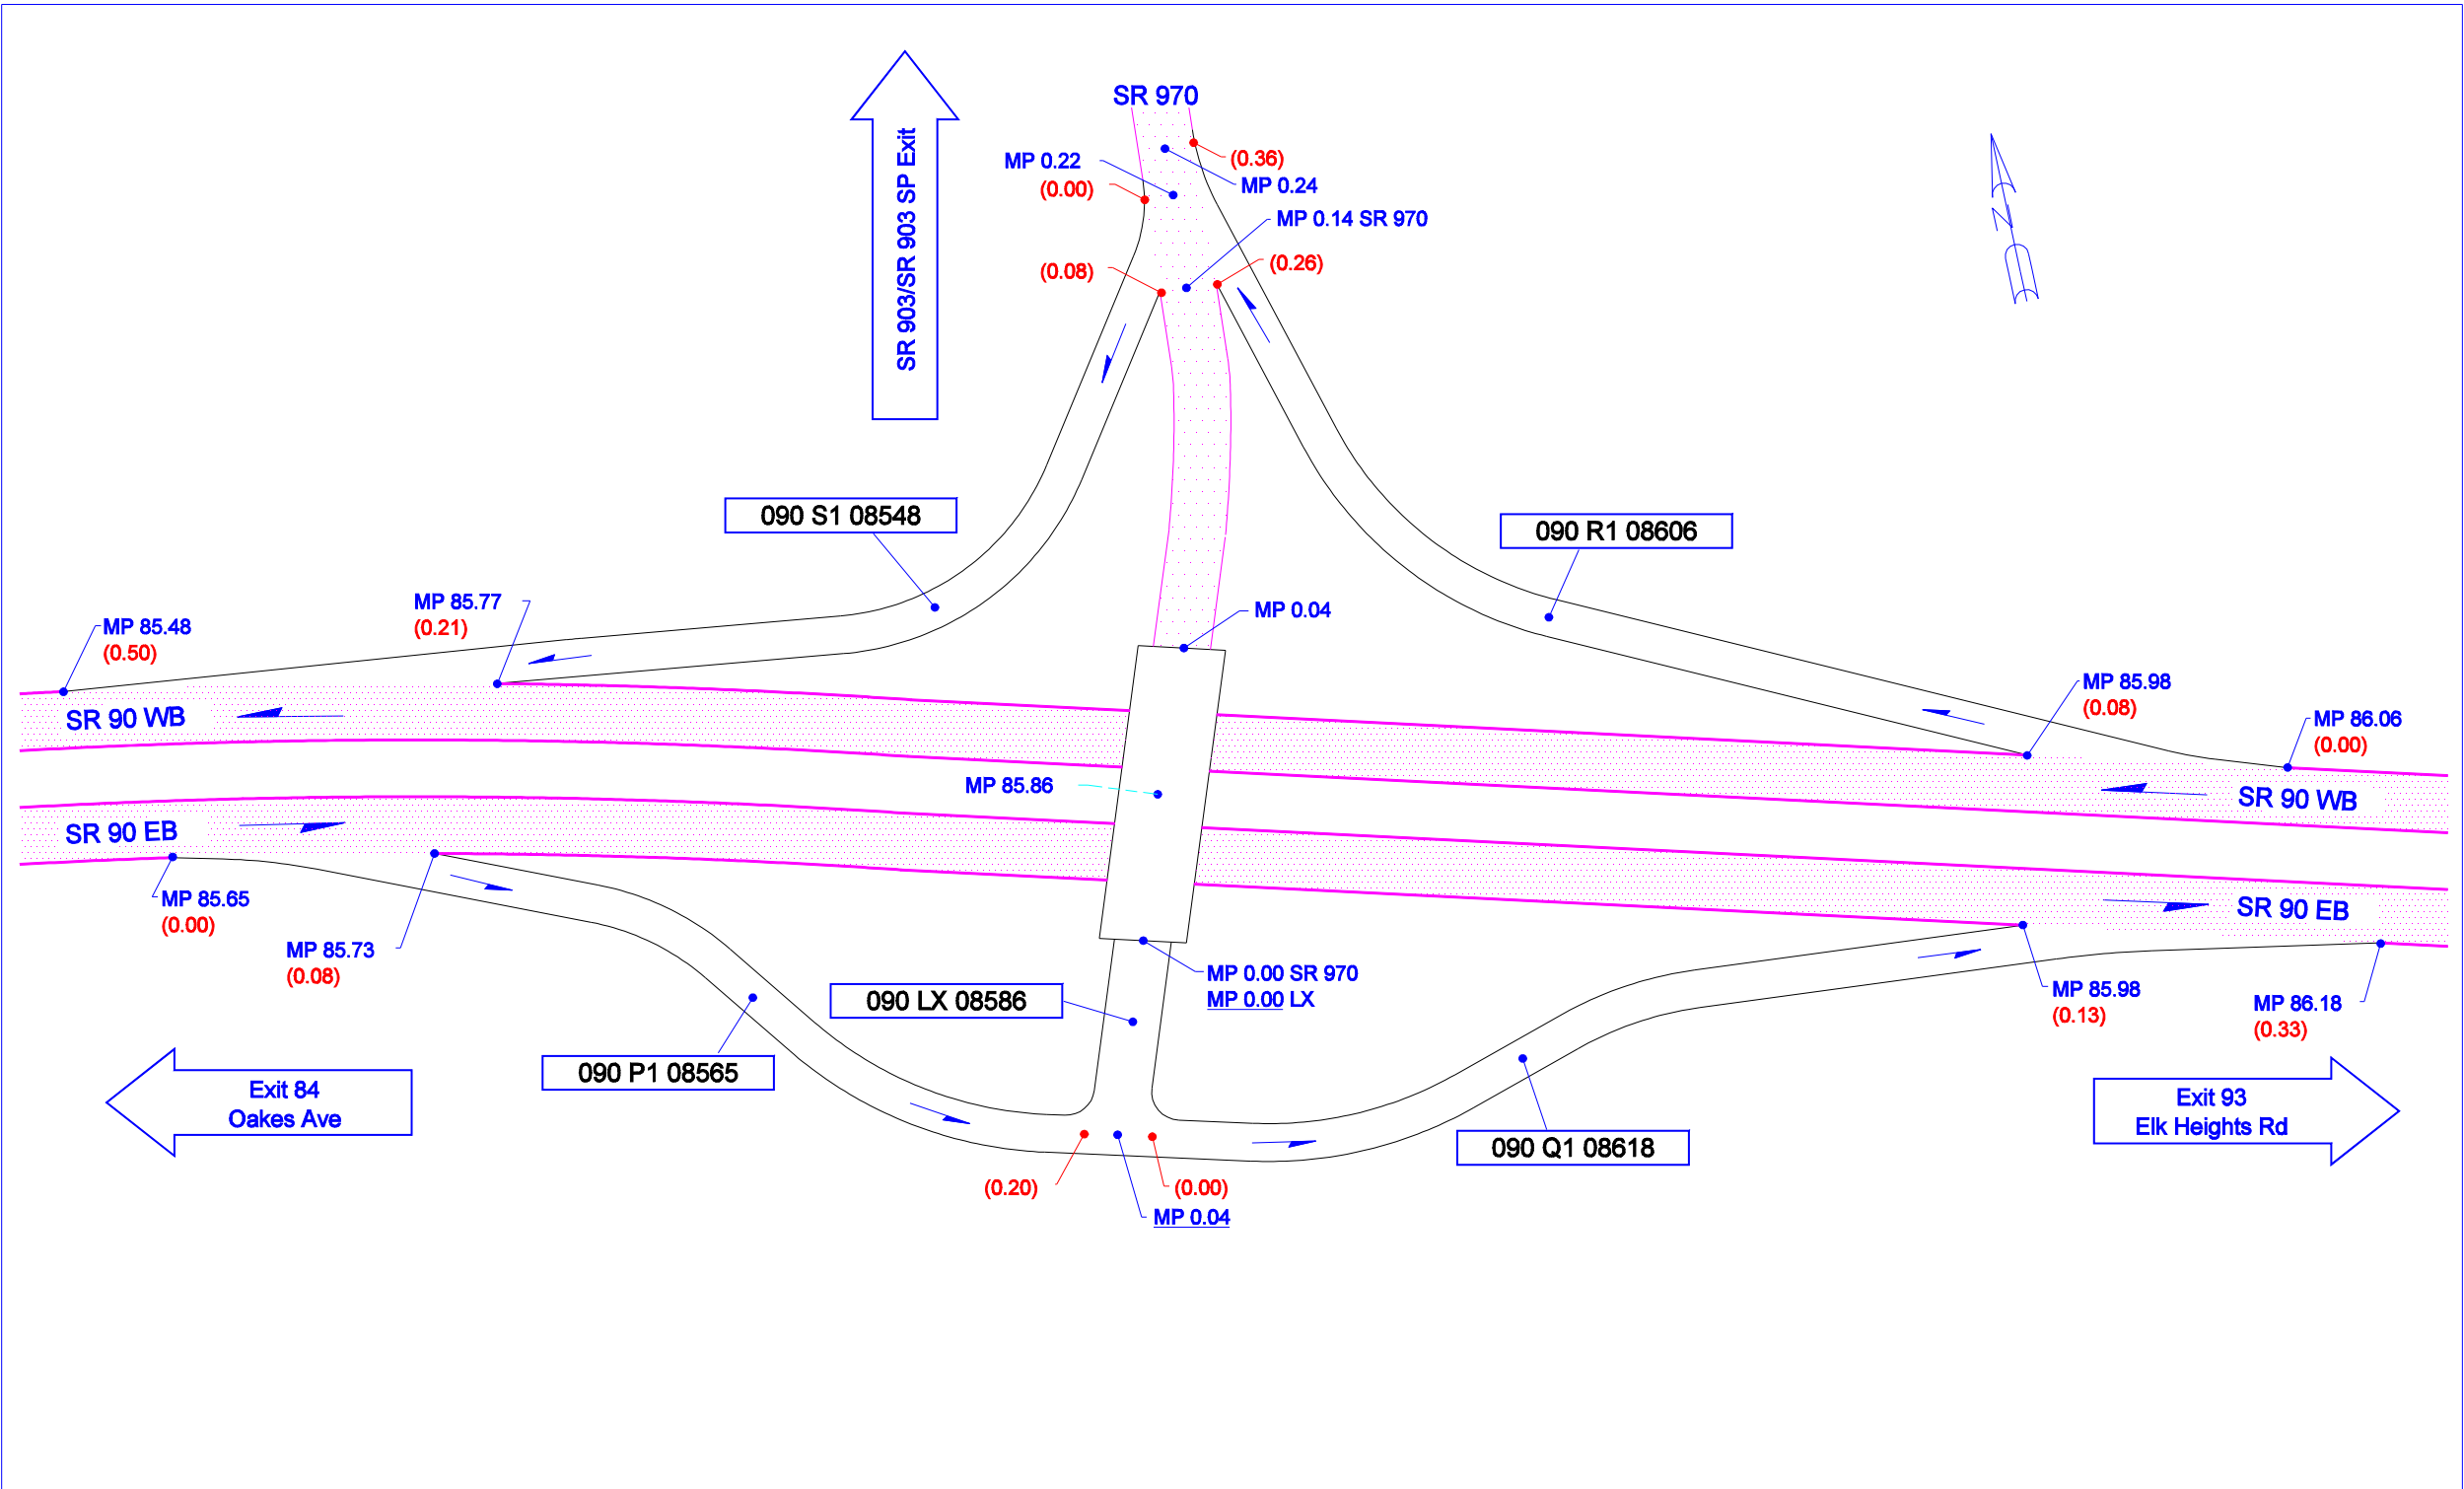 SR 970
SR 903/SR 903 SP Exit
MP 0.22
(0.00)
(0.36)
MP 0.24
MP 0.14 SR 970
(0.08)
(0.26)
N
090 S1 08548
090 R1 08606
MP 85.48
(0.50)
MP 85.77
(0.21)
MP 0.04
MP 85.98
(0.08)
MP 86.06
(0.00)
SR 90 WB
SR 90 WB
MP 85.86
SR 90 EB
SR 90 EB
MP 85.65
(0.00)
MP 85.73
(0.08)
MP 0.00 SR 970
MP 0.00 LX
090 LX 08586
MP 85.98
(0.13)
MP 86.18
(0.33)
090 P1 08565
Exit 84
Oakes Ave
Exit 93
Elk Heights Rd
090 Q1 08618
(0.20)
(0.00)
MP 0.04